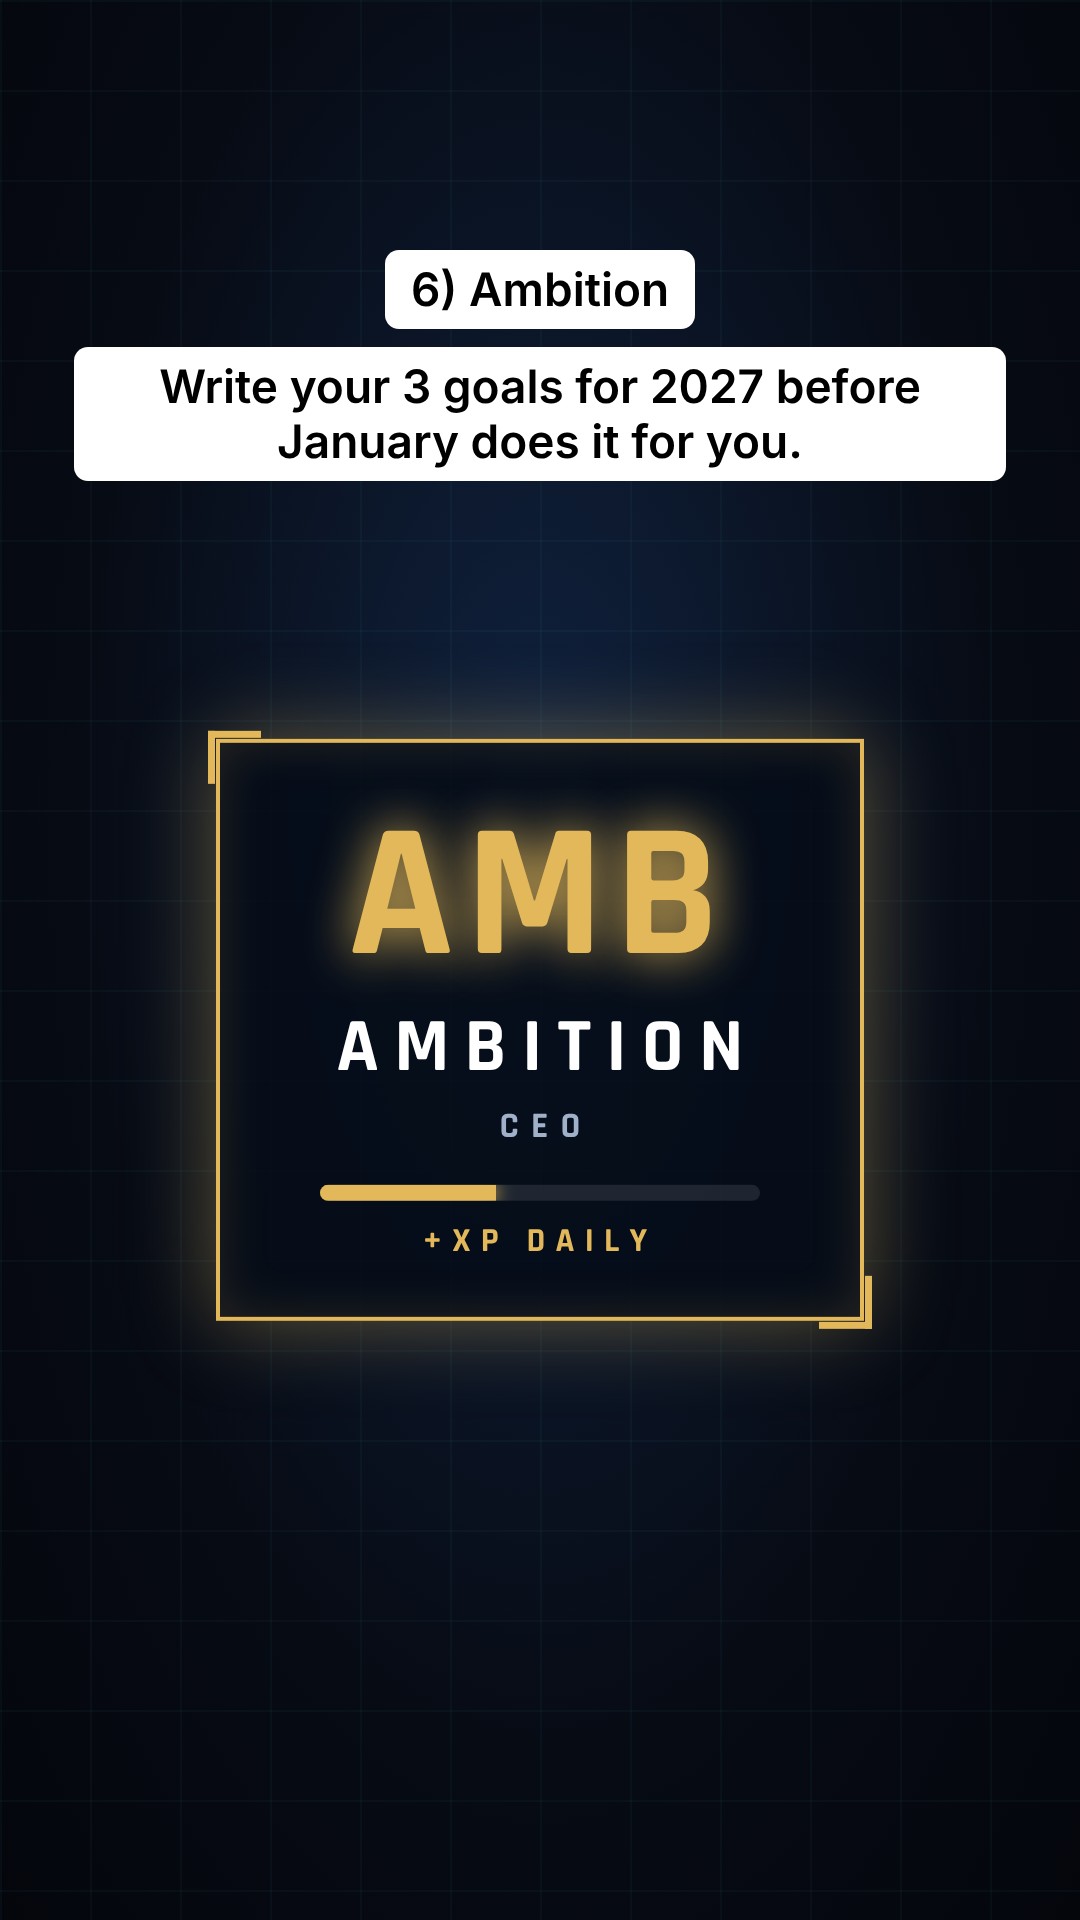 6) Ambition
Write your 3 goals for 2027 before
January does it for you.
AMB
AMBITION
CEO
+XP DAILY